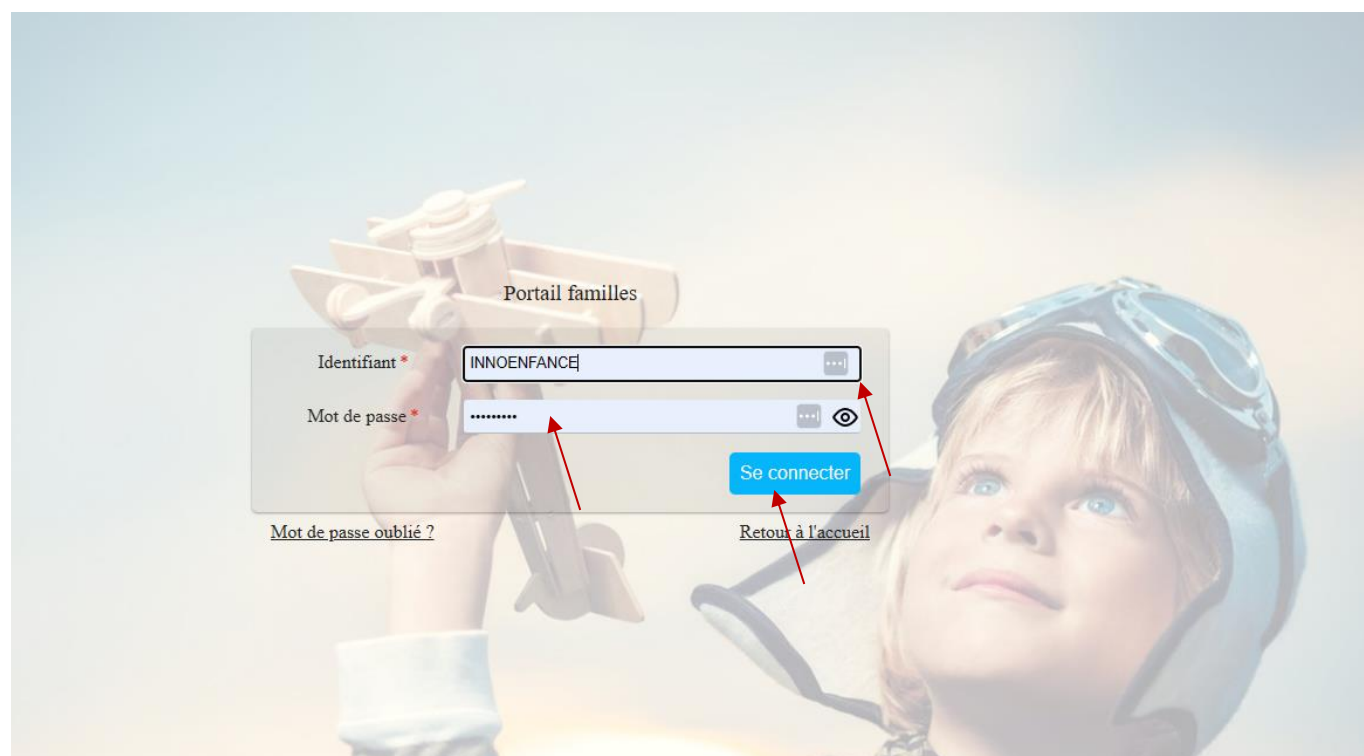 Portail familles
Identifiant *
INNOENFANCE
Mot de passe *
•••••••••
Se connecter
Mot de passe oublié ?
Retour à l'accueil